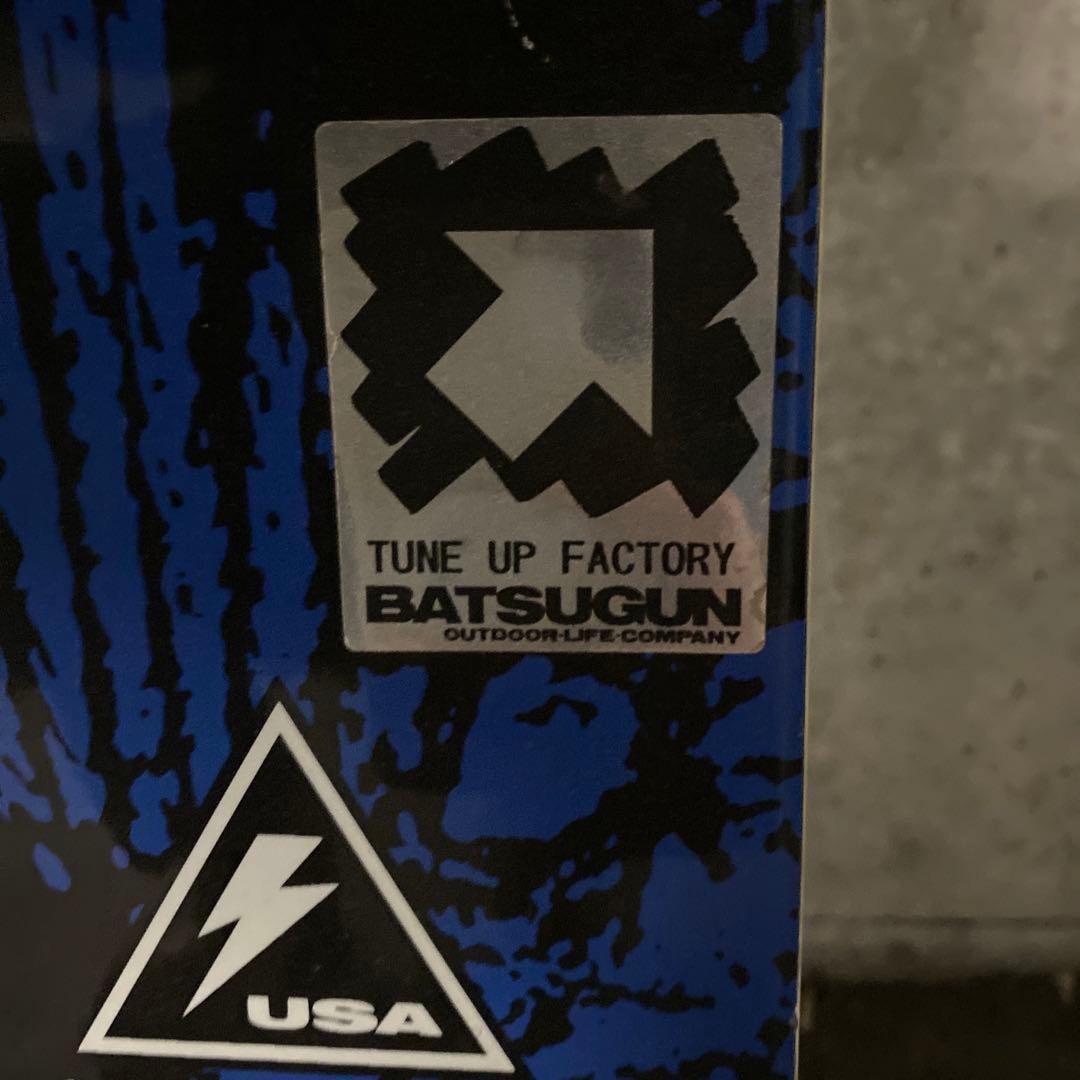 TUNE UP FACTORY
BATSUGUN
OUTDOOR-LIFE-COMPANY
USA